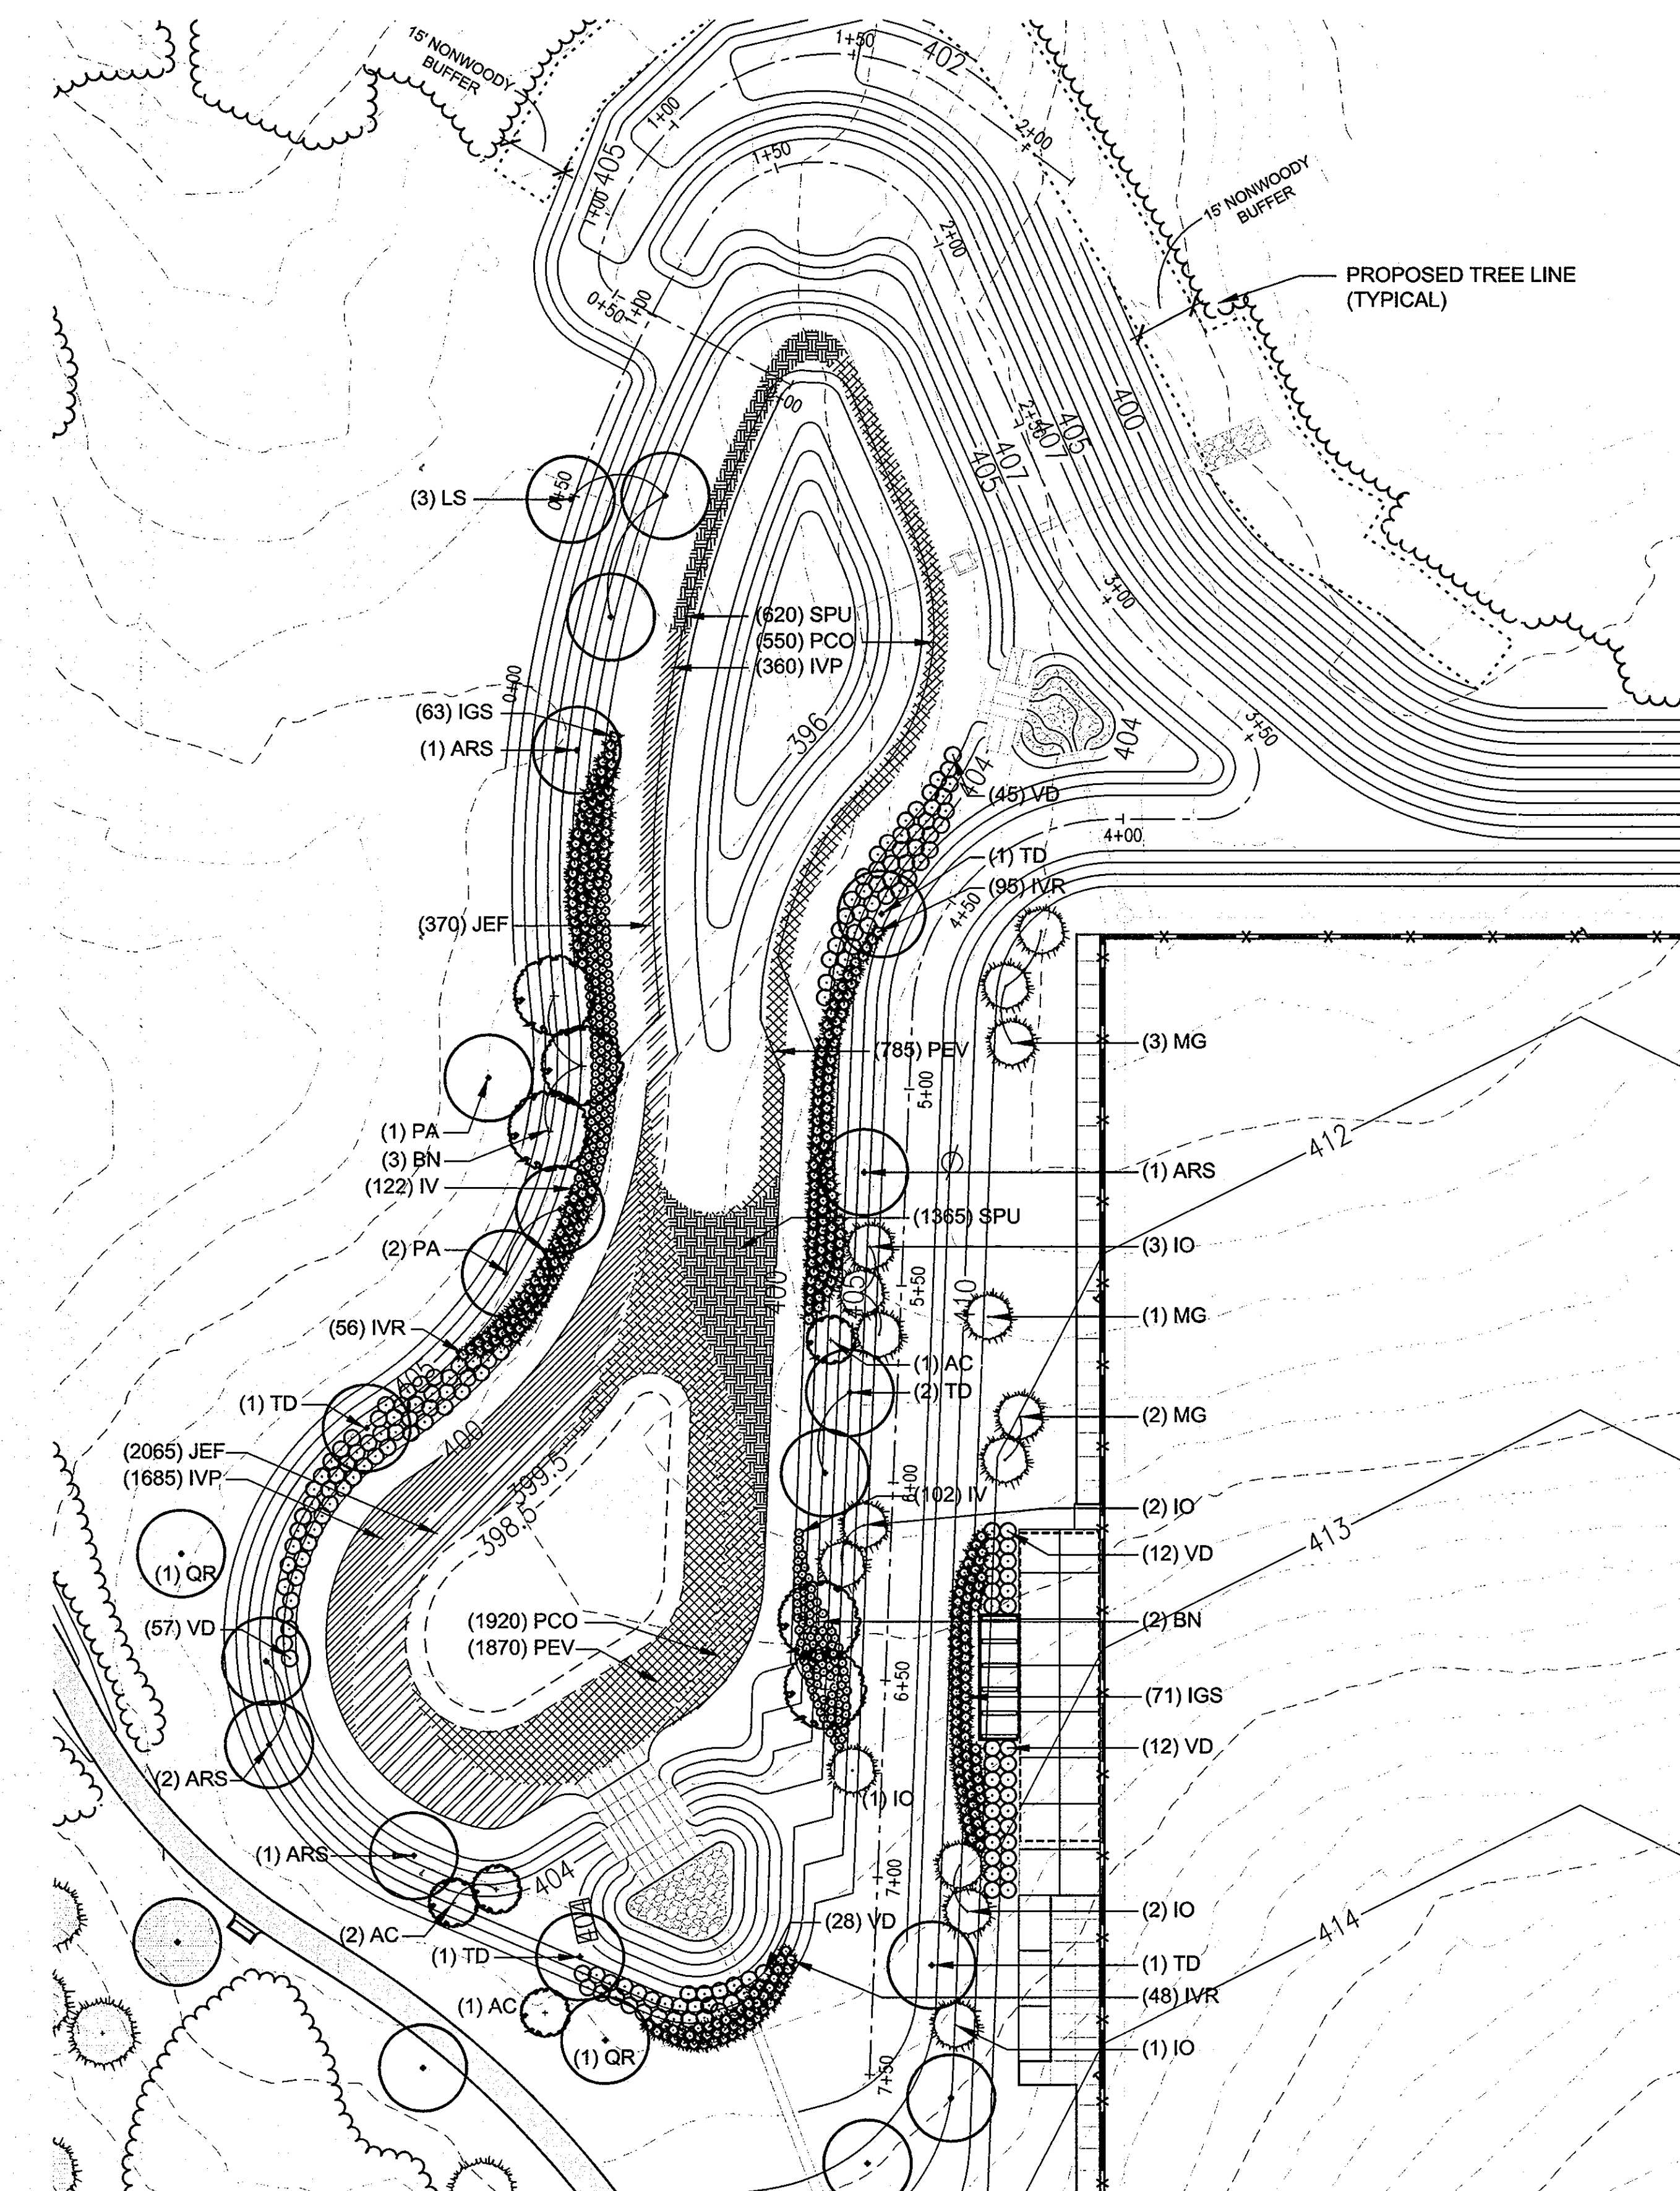 15' NONWOODY
BUFFER
1+50
402
1+00
405
1+50
2+00
1+00
2+00
15' NONWOODY
BUFFER
PROPOSED TREE LINE
(TYPICAL)
0+50
1+00
400
2+50
405
407
407
405
(3) LS
0+50
3+00
(620) SPU
(550) PCO
(360) IVP
0+00
(63) IGS
(1) ARS
396
404
3+50
404
(45) VD
4+00
(1) TD
(95) IVR
4+50
(370) JEF
(3) MG
(785) PEV
5+00
(1) PA
(3) BN
412
(122) IV
(1) ARS
(1365) SPU
(2) PA
(3) IO
400
405
5+50
410
(1) MG
(56) IVR
(1) AC
(2) TD
405
(1) TD
(2) MG
400
(2065) JEF
(1685) IVP
399.5
398.5
6+00
(102) IV
(2) IO
413
(12) VD
(1) QR
(57) VD
(1920) PCO
(1870) PEV
(2) BN
6+50
(71) IGS
(12) VD
(2) ARS
(1) IO
(1) ARS
404
7+00
(2) AC
404
(28) VD
(2) IO
414
(1) TD
(1) TD
(48) IVR
(1) AC
(1) QR
(1) IO
7+50